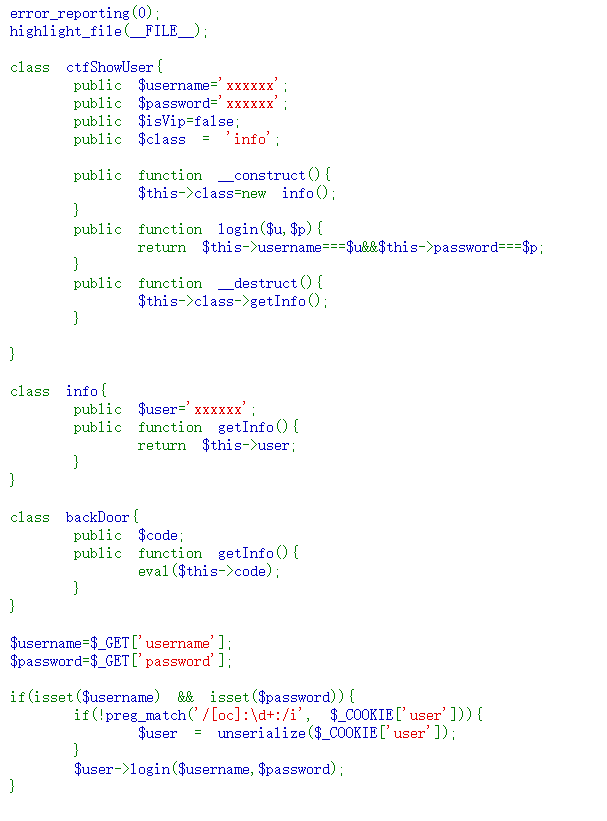 error_reporting(0);
highlight_file(__FILE__);
class ctfShowUser{
public $username='xxxxxx';
public $password='xxxxxx';
public $isVip=false;
public $class = 'info';
public function __construct(){
$this->class=new info();
}
public function login($u,$p){
return $this->username===$u&&$this->password===$p;
}
public function __destruct(){
$this->class->getInfo();
}
}
class info{
public $user='xxxxxx';
public function getInfo(){
return $this->user;
}
}
class backDoor{
public $code;
public function getInfo(){
eval($this->code);
}
}
$username=$_GET['username'];
$password=$_GET['password'];
if(isset($username) && isset($password)){
if(!preg_match('/[oc]:\d+:/i', $_COOKIE['user'])){
$user = unserialize($_COOKIE['user']);
}
$user->login($username,$password);
}